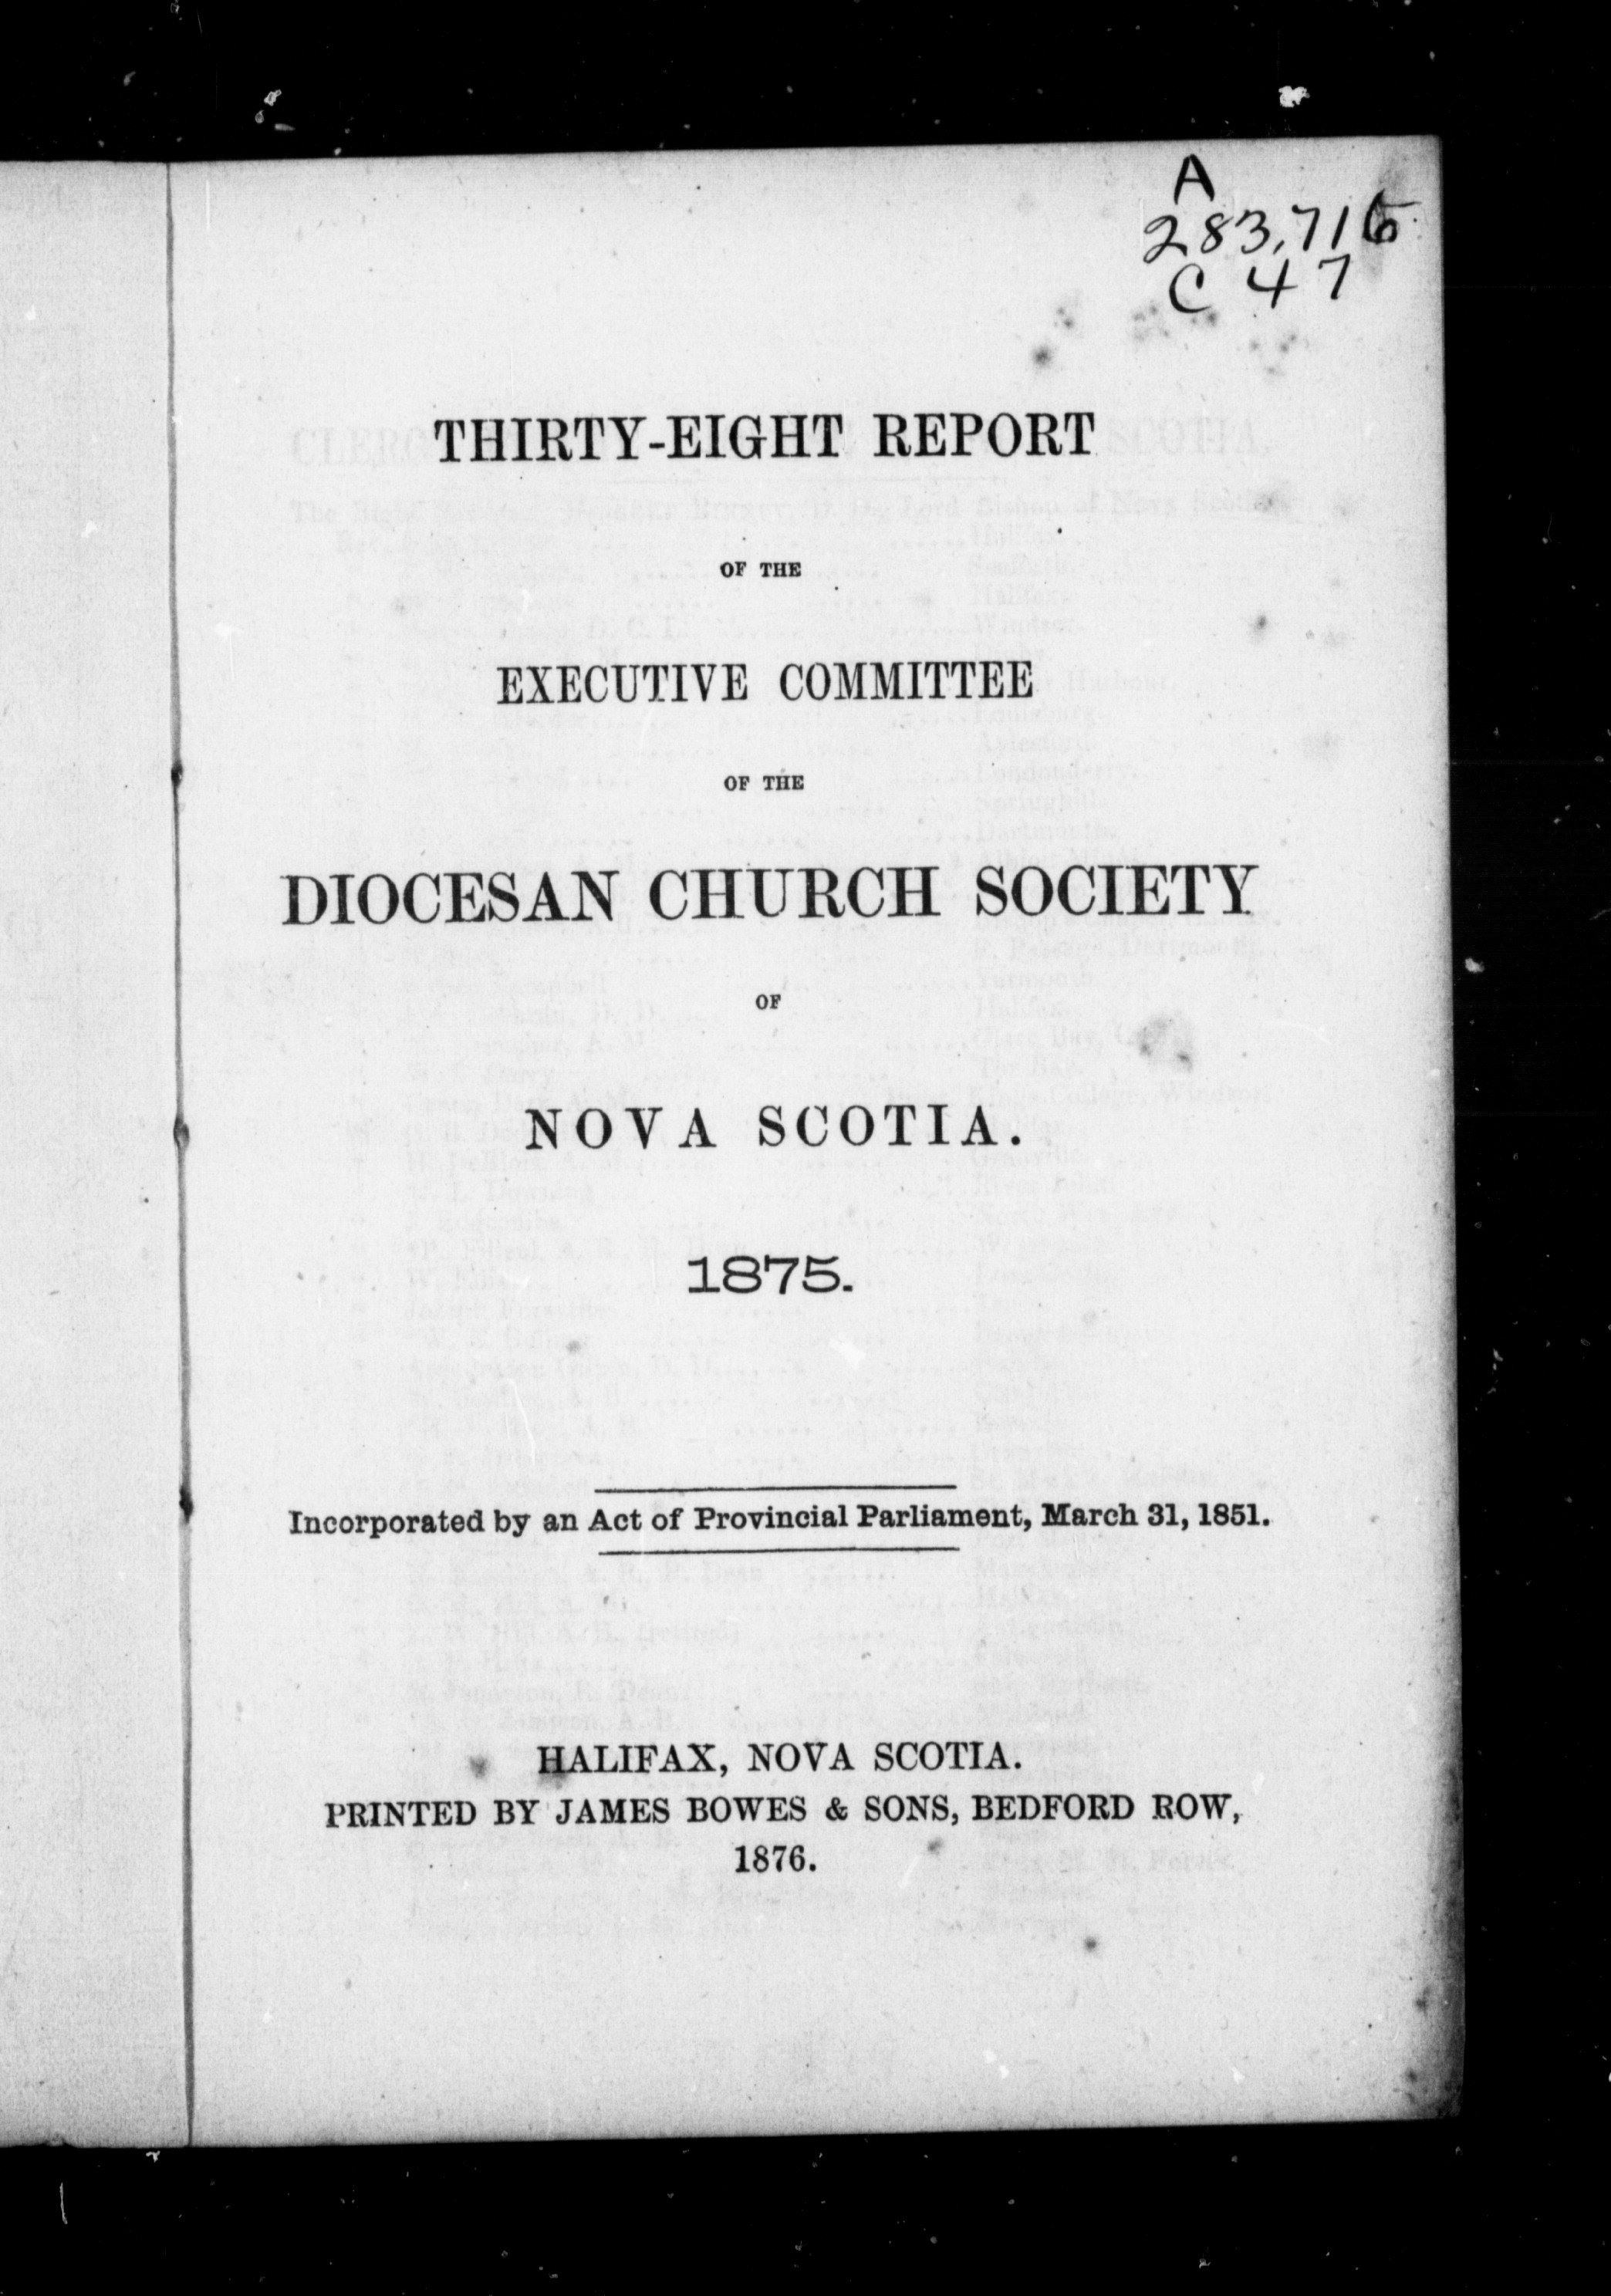 A
283,716
C 47
THIRTY-EIGHT REPORT
OF THE
EXECUTIVE COMMITTEE
OF THE
DIOCESAN CHURCH SOCIETY
OF
NOVA SCOTIA.
1875.
Incorporated by an Act of Provincial Parliament, March 31, 1851.
HALIFAX, NOVA SCOTIA.
PRINTED BY JAMES BOWES & SONS, BEDFORD ROW,
1876.